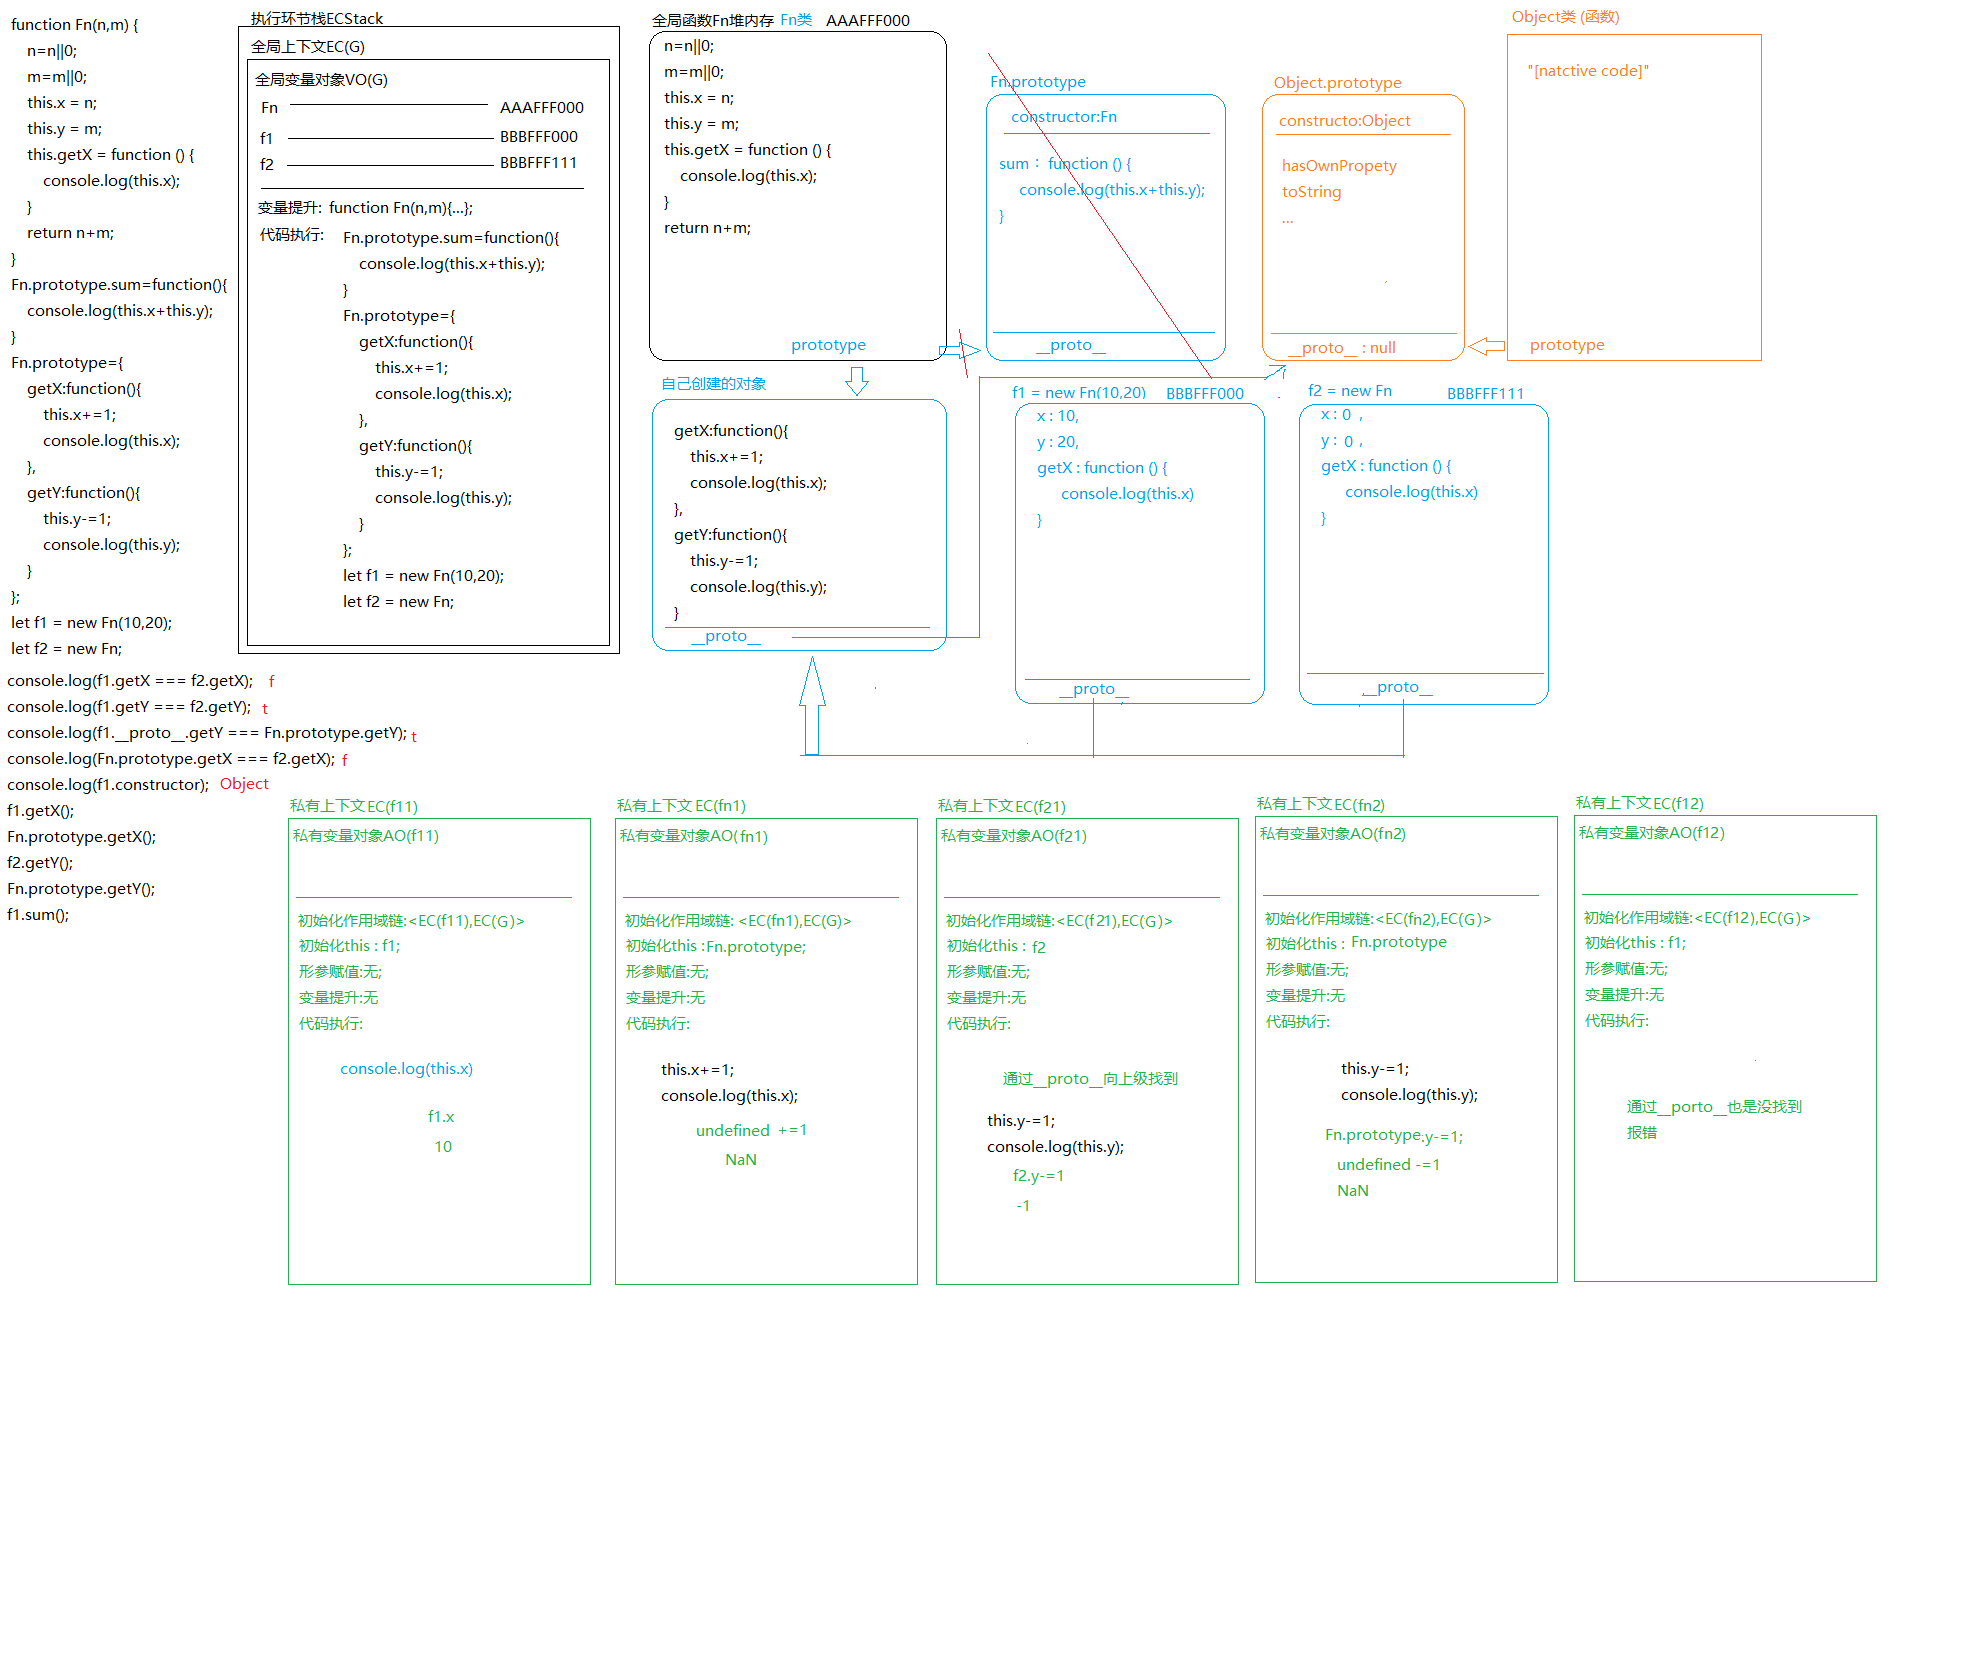 function Fn(n,m) {
n=n||0;
m=m||0;
this.x = n;
this.y = m;
this.getX = function () {
console.log(this.x);
}
return n+m;
}
Fn.prototype.sum=function(){
console.log(this.x+this.y);
}
Fn.prototype={
getX:function(){
this.x+=1;
console.log(this.x);
},
getY:function(){
this.y-=1;
console.log(this.y);
}
};
let f1 = new Fn(10,20);
let f2 = new Fn;
console.log(f1.getX === f2.getX); f
console.log(f1.getY === f2.getY); t
console.log(f1.__proto__.getY === Fn.prototype.getY); t
console.log(Fn.prototype.getX === f2.getX); f
console.log(f1.constructor); Object
f1.getX();
Fn.prototype.getX();
f2.getY();
Fn.prototype.getY();
f1.sum();
执行环节栈ECStack
全局上下文EC(G)
全局变量对象VO(G)
Fn AAAFFF000
f1 BBBFFF000
f2 BBBFFF111
变量提升: function Fn(n,m){...};
代码执行: Fn.prototype.sum=function(){
console.log(this.x+this.y);
}
Fn.prototype={
getX:function(){
this.x+=1;
console.log(this.x);
},
getY:function(){
this.y-=1;
console.log(this.y);
}
};
let f1 = new Fn(10,20);
let f2 = new Fn;
全局函数Fn堆内存 Fn类 AAAFFF000
n=n||0;
m=m||0;
this.x = n;
this.y = m;
this.getX = function () {
console.log(this.x);
}
return n+m;
prototype
Fn.prototype
constructor:Fn
sum : function () {
console.log(this.x+this.y);
}
__proto__
Object.prototype
constructo:Object
hasOwnPropety
toString
...
__proto__ : null
Object类 (函数)
"[natctive code]"
prototype
自己创建的对象
getX:function(){
this.x+=1;
console.log(this.x);
},
getY:function(){
this.y-=1;
console.log(this.y);
}
__proto__
f1 = new Fn(10,20) BBBFFF000
x : 10,
y : 20,
getX : function () {
console.log(this.x)
}
__proto__
f2 = new Fn BBBFFF111
x : 0 ,
y : 0 ,
getX : function () {
console.log(this.x)
}
__proto__
私有上下文EC(f11)
私有变量对象AO(f11)
初始化作用域链:<EC(f11),EC(G)>
初始化this : f1;
形参赋值:无;
变量提升:无
代码执行:
console.log(this.x)
f1.x
10
私有上下文EC(fn1)
私有变量对象AO(fn1)
初始化作用域链: <EC(fn1),EC(G)>
初始化this :Fn.prototype;
形参赋值:无;
变量提升:无
代码执行:
this.x+=1;
console.log(this.x);
undefined +=1
NaN
私有上下文EC(f21)
私有变量对象AO(f21)
初始化作用域链:<EC(f21),EC(G)>
初始化this : f2
形参赋值:无;
变量提升:无
代码执行:
通过__proto__向上级找到
this.y-=1;
console.log(this.y);
f2.y-=1
-1
私有上下文EC(fn2)
私有变量对象AO(fn2)
初始化作用域链:<EC(fn2),EC(G)>
初始化this : Fn.prototype
形参赋值:无;
变量提升:无
代码执行:
this.y-=1;
console.log(this.y);
Fn.prototype.y-=1;
undefined -=1
NaN
私有上下文EC(f12)
私有变量对象AO(f12)
初始化作用域链:<EC(f12),EC(G)>
初始化this : f1;
形参赋值:无;
变量提升:无
代码执行:
通过__porto__也是没找到
报错